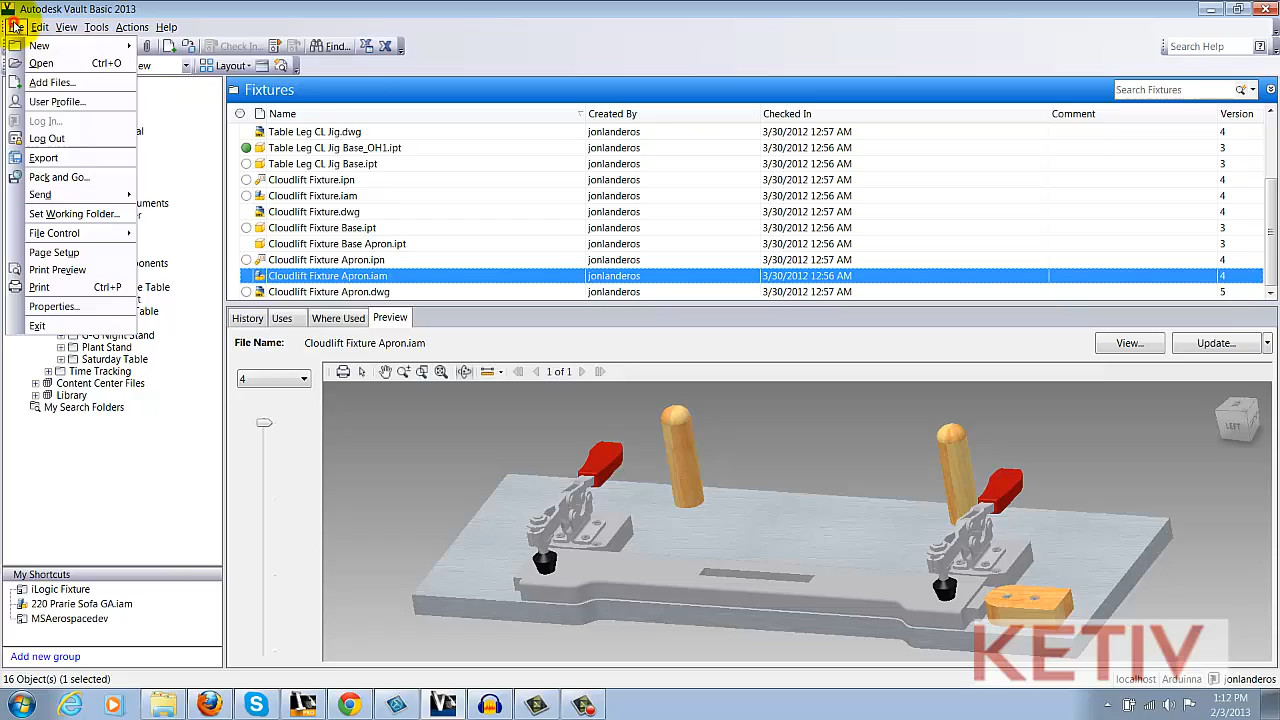 Autodesk Vault Basic 2013
Edit View Tools Actions Help
New
Open Ctrl+O
Add Files...
User Profile...
Log In...
Log Out
Export
Pack and Go...
Send
Set Working Folder...
File Control
Page Setup
Print Preview
Print Ctrl+P
Properties...
Exit
Check In... Find...
Search Help
Layout
Fixtures
Search Fixtures
Name Created By Checked In Comment Version
Table Leg CL Jig.dwg jonlanderos 3/30/2012 12:57 AM 4
Table Leg CL Jig Base_OH1.ipt jonlanderos 3/30/2012 12:56 AM 3
Table Leg CL Jig Base.ipt jonlanderos 3/30/2012 12:56 AM 3
Cloudlift Fixture.ipn jonlanderos 3/30/2012 12:57 AM 4
Cloudlift Fixture.iam jonlanderos 3/30/2012 12:56 AM 4
Cloudlift Fixture.dwg jonlanderos 3/30/2012 12:57 AM 4
Cloudlift Fixture Base.ipt jonlanderos 3/30/2012 12:56 AM 3
Cloudlift Fixture Base Apron.ipt jonlanderos 3/30/2012 12:56 AM 3
Cloudlift Fixture Apron.ipn jonlanderos 3/30/2012 12:57 AM 4
Cloudlift Fixture Apron.iam jonlanderos 3/30/2012 12:56 AM 4
Cloudlift Fixture Apron.dwg jonlanderos 3/30/2012 12:57 AM 5
Plant Stand
Saturday Table
Time Tracking
Content Center Files
Library
My Search Folders
History Uses Where Used Preview
File Name: Cloudlift Fixture Apron.iam View... Update...
4
1 of 1
LEFT
My Shortcuts
iLogic Fixture
220 Prarie Sofa GA.iam
MSAerospacedev
Add new group
KETIV
16 Object(s) (1 selected)
localhost Arduinna jonlanderos
1:12 PM
2/3/2013